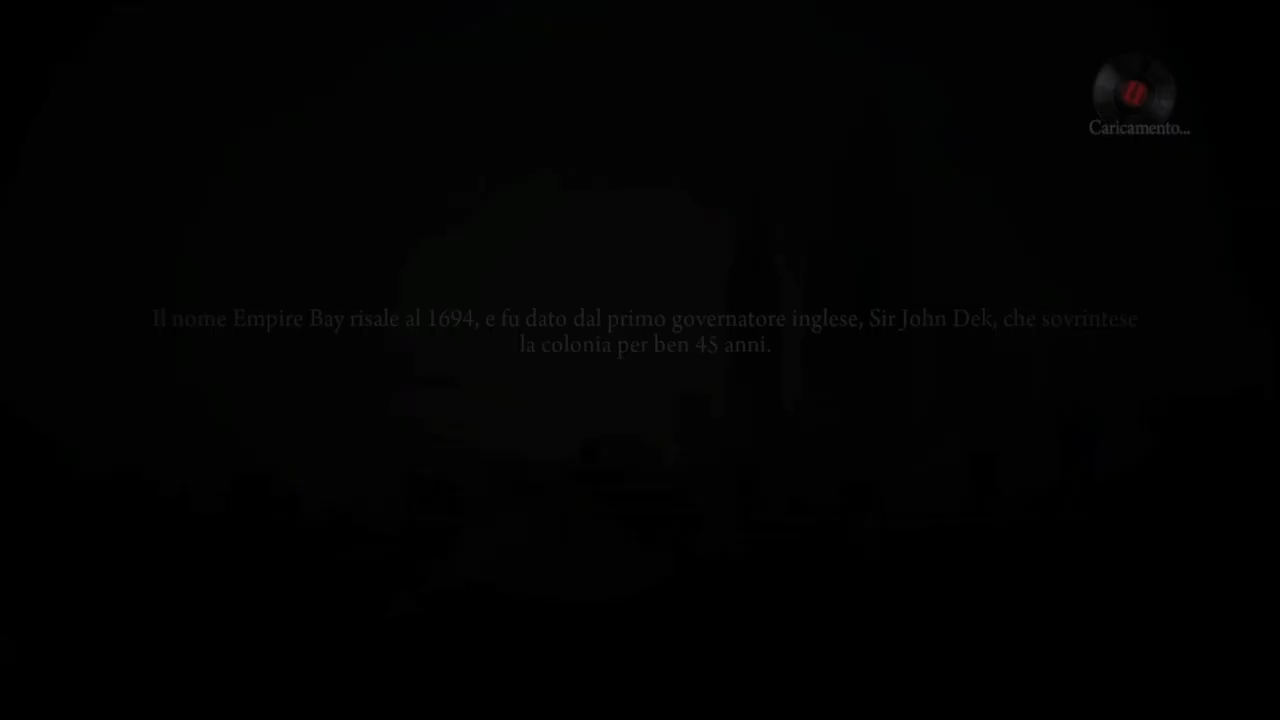 Caricamento...
Il nome Empire Bay risale al 1694, e fu dato dal primo governatore inglese, Sir John Dek, che sovrintese
la colonia per ben 45 anni.